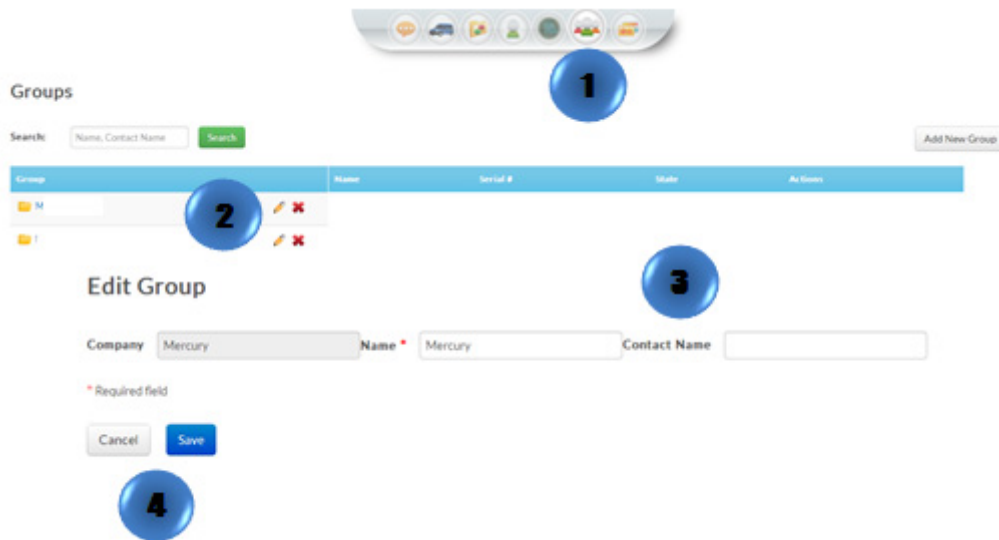 1
Groups
Search: Name, Contact Name Search Add New Group
Group Name Serial # State Actions
M 2
3
Edit Group
Company Mercury Name * Mercury Contact Name
* Required field
Cancel Save
4